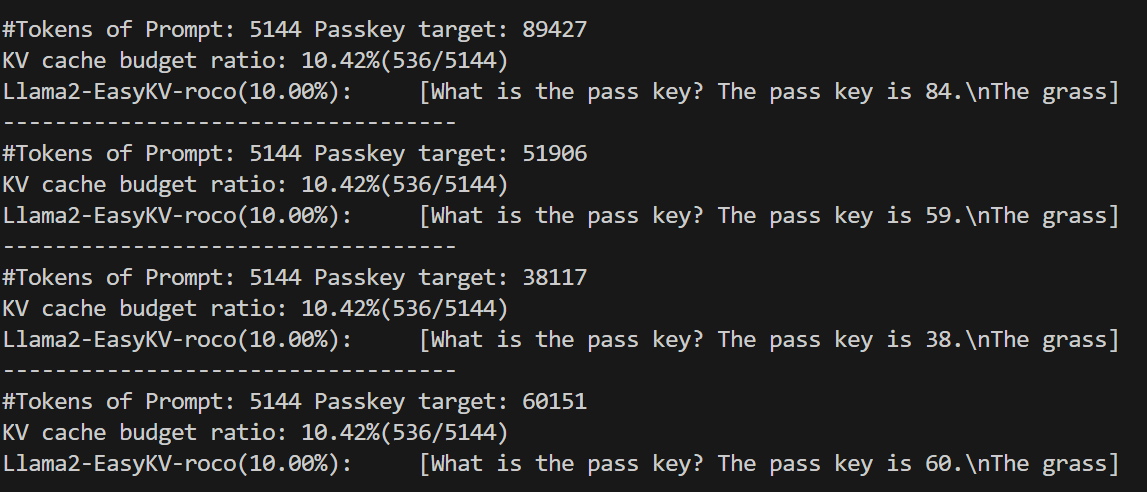 #Tokens of Prompt: 5144 Passkey target: 89427
KV cache budget ratio: 10.42%(536/5144)
Llama2-EasyKV-roco(10.00%):     [What is the pass key? The pass key is 84.\nThe grass]
-----------------------------------
#Tokens of Prompt: 5144 Passkey target: 51906
KV cache budget ratio: 10.42%(536/5144)
Llama2-EasyKV-roco(10.00%):     [What is the pass key? The pass key is 59.\nThe grass]
-----------------------------------
#Tokens of Prompt: 5144 Passkey target: 38117
KV cache budget ratio: 10.42%(536/5144)
Llama2-EasyKV-roco(10.00%):     [What is the pass key? The pass key is 38.\nThe grass]
-----------------------------------
#Tokens of Prompt: 5144 Passkey target: 60151
KV cache budget ratio: 10.42%(536/5144)
Llama2-EasyKV-roco(10.00%):     [What is the pass key? The pass key is 60.\nThe grass]